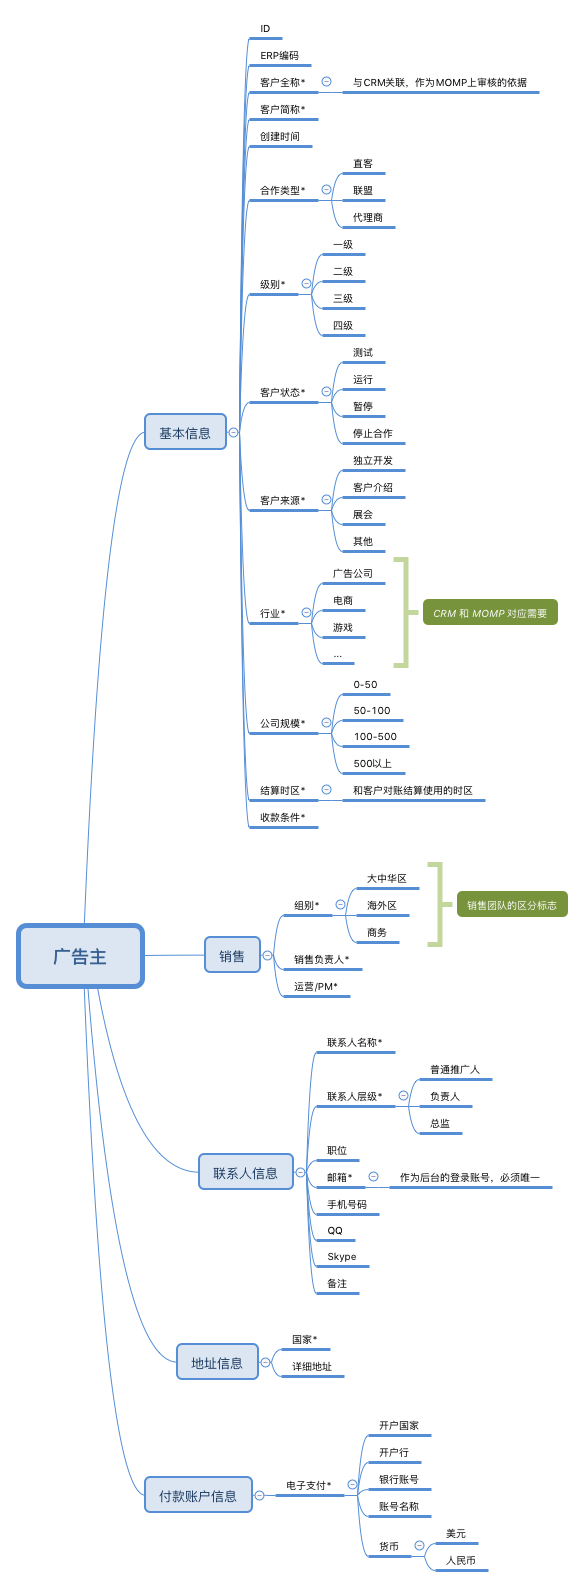 广告主
基本信息
ID
ERP编码
客户全称*
与CRM关联，作为MOMP上审核的依据
客户简称*
创建时间
合作类型*
直客
联盟
代理商
级别*
一级
二级
三级
四级
客户状态*
测试
运行
暂停
停止合作
客户来源*
独立开发
客户介绍
展会
其他
行业*
广告公司
电商
游戏
...
CRM 和 MOMP 对应需要
公司规模*
0-50
50-100
100-500
500以上
结算时区*
和客户对账结算使用的时区
收款条件*
销售
组别*
大中华区
海外区
商务
销售团队的区分标志
销售负责人*
运营/PM*
联系人信息
联系人名称*
联系人层级*
普通推广人
负责人
总监
职位
邮箱*
作为后台的登录账号，必须唯一
手机号码
QQ
Skype
备注
地址信息
国家*
详细地址
付款账户信息
电子支付*
开户国家
开户行
银行账号
账号名称
货币
美元
人民币